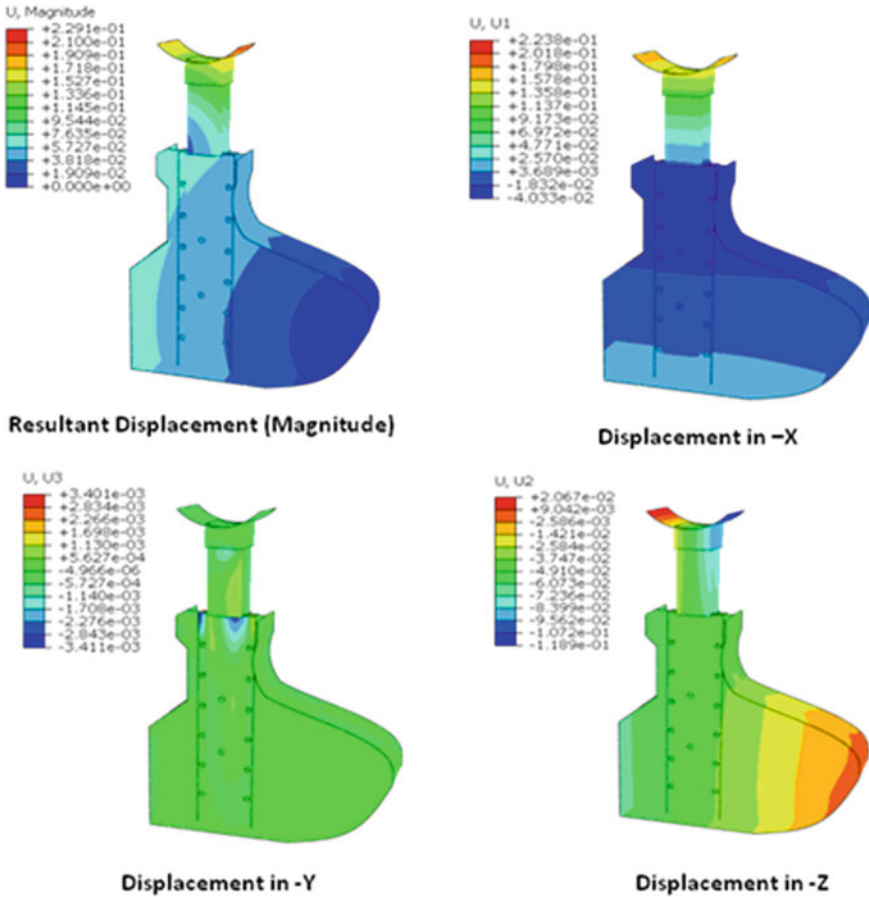 U, Magnitude
+2.291e-01
+2.100e-01
+1.909e-01
+1.718e-01
+1.527e-01
+1.336e-01
+1.145e-01
+9.544e-02
+7.635e-02
+5.727e-02
+3.818e-02
+1.909e-02
+0.000e+00
Resultant Displacement (Magnitude)
U, U1
+2.238e-01
+2.018e-01
+1.798e-01
+1.578e-01
+1.358e-01
+1.137e-01
+9.173e-02
+6.972e-02
+4.771e-02
+2.570e-02
+3.689e-03
-1.832e-02
-4.033e-02
Displacement in –X
U, U3
+3.401e-03
+2.834e-03
+2.266e-03
+1.698e-03
+1.130e-03
+5.627e-04
-4.966e-06
-5.727e-04
-1.140e-03
-1.708e-03
-2.276e-03
-2.843e-03
-3.411e-03
Displacement in -Y
U, U2
+2.067e-02
+9.042e-03
-2.586e-03
-1.421e-02
-2.584e-02
-3.747e-02
-4.910e-02
-6.073e-02
-7.236e-02
-8.399e-02
-9.562e-02
-1.072e-01
-1.189e-01
Displacement in -Z